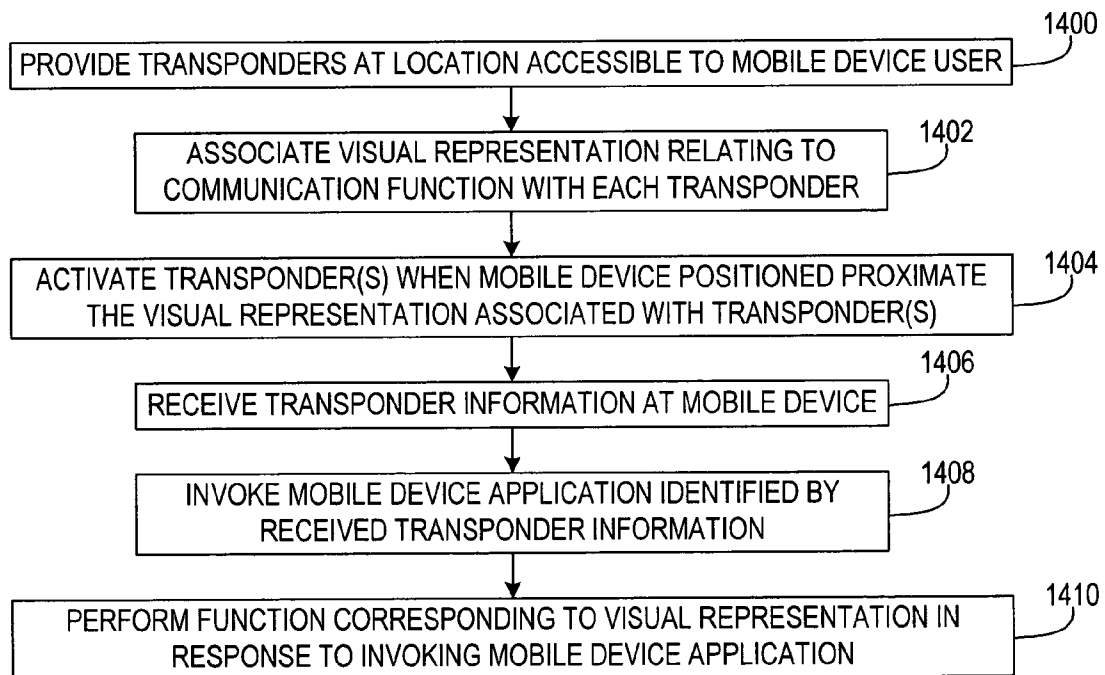 1400
PROVIDE TRANSPONDERS AT LOCATION ACCESSIBLE TO MOBILE DEVICE USER
1402
ASSOCIATE VISUAL REPRESENTATION RELATING TO
COMMUNICATION FUNCTION WITH EACH TRANSPONDER
1404
ACTIVATE TRANSPONDER(S) WHEN MOBILE DEVICE POSITIONED PROXIMATE
THE VISUAL REPRESENTATION ASSOCIATED WITH TRANSPONDER(S)
1406
RECEIVE TRANSPONDER INFORMATION AT MOBILE DEVICE
1408
INVOKE MOBILE DEVICE APPLICATION IDENTIFIED BY
RECEIVED TRANSPONDER INFORMATION
1410
PERFORM FUNCTION CORRESPONDING TO VISUAL REPRESENTATION IN
RESPONSE TO INVOKING MOBILE DEVICE APPLICATION